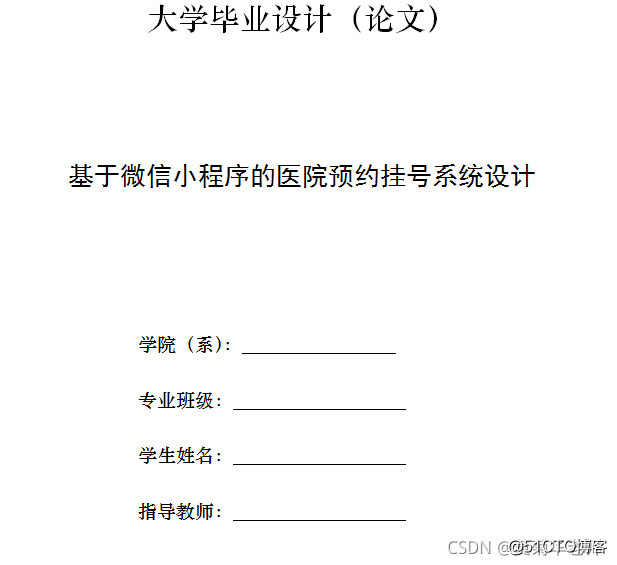 大学毕业设计（论文）
基于微信小程序的医院预约挂号系统设计
学院（系）：
专业班级：
学生姓名：
指导教师：
CSDN @51CTO博客